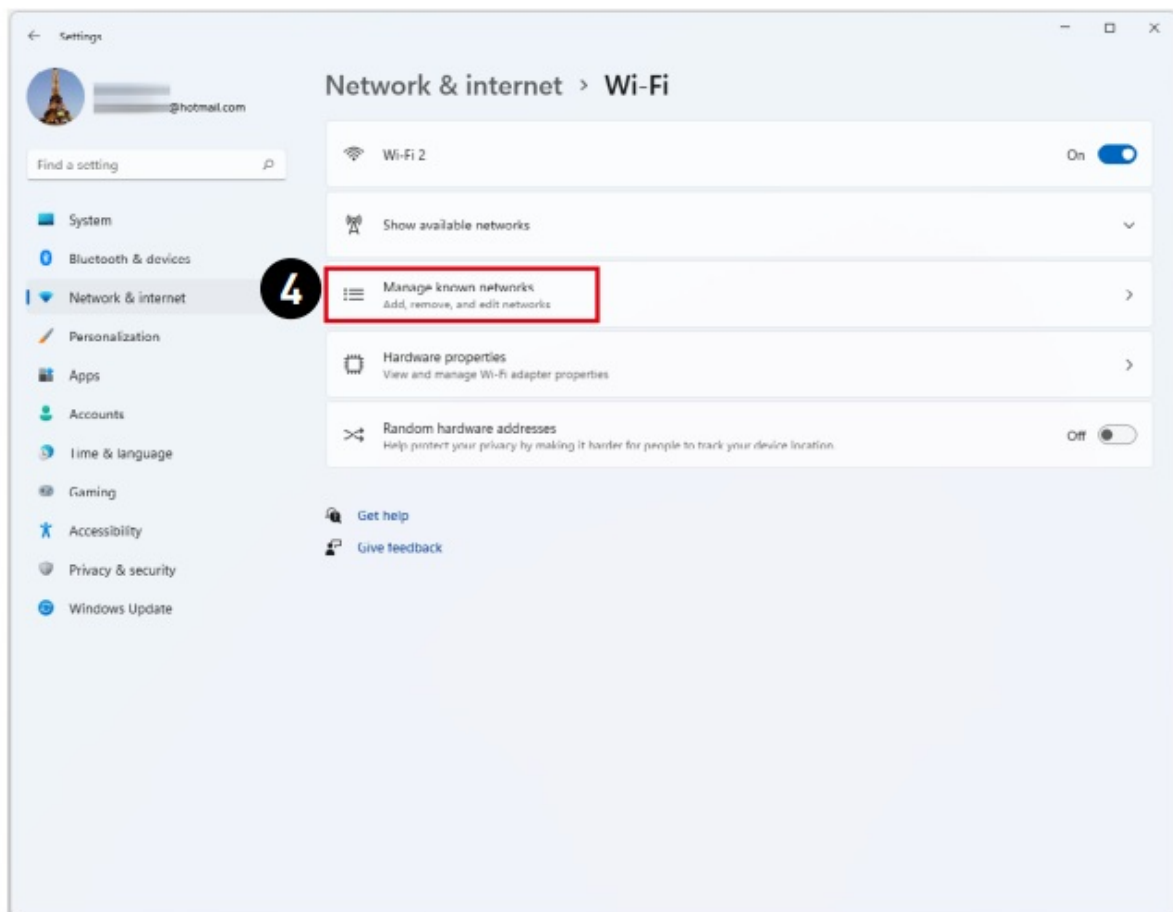 Settings
@hotmail.com
Find a setting
System
Bluetooth & devices
Network & internet
Personalization
Apps
Accounts
Time & language
Gaming
Accessibility
Privacy & security
Windows Update
Network & internet > Wi-Fi
Wi-Fi 2
On
Show available networks
4
Manage known networks
Add, remove, and edit networks
Hardware properties
View and manage Wi-Fi adapter properties
Random hardware addresses
Help protect your privacy by making it harder for people to track your device location.
Off
Get help
Give feedback